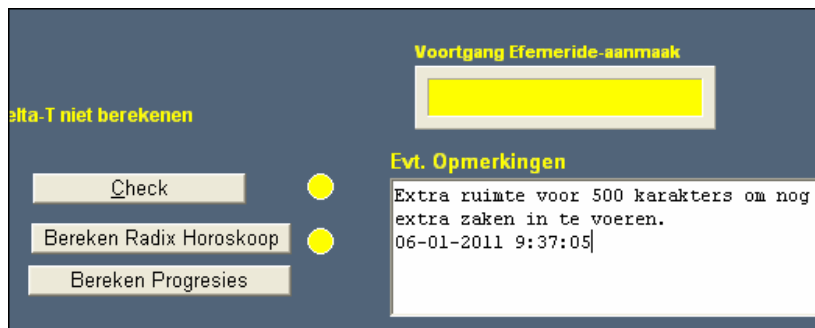 Voortgang Efemeride-aanmaak
elta-T niet berekenen
Evt. Opmerkingen
Check
Bereken Radix Horoskoop
Bereken Progresies
Extra ruimte voor 500 karakters om nog
extra zaken in te voeren.
06-01-2011 9:37:05